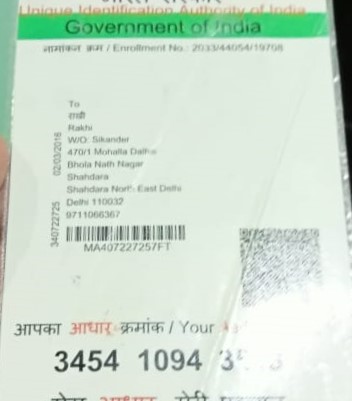 Unique Identification Authority of India
Government of India
नामांकन क्रम / Enrollment No.: 2033/44054/19708
To
राखी
Rakhi
W/O: Sikander
470/1 Mohalla Dalhai
Bhola Nath Nagar
Shahdara
Shahdara North East Delhi
Delhi 110032
9711066367
02/03/2016
340722725
MA407227257FT
आपका आधार क्रमांक / Your
3454 1094